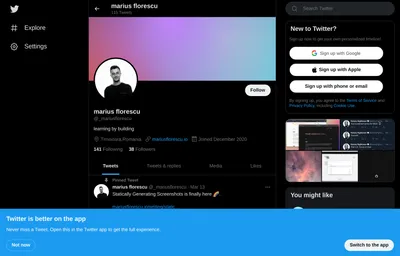 marius florescu
Explore
Settings
Follow
marius florescu
learning by building
Timisoara-Romania
mariusflorescu.io
Joined December 2020
141 Following
38 Followers
Tweets
Tweets & replies
Media
Likes
Pinned Tweet
marius florescu
Mar 13
Statically Generating Screenshots is finally here
Search Twitter
New to Twitter?
Sign up now to get your own personalized timeline!
Sign up with Google
Sign up with Apple
Sign up with phone or email
By signing up, you agree to the Terms of Service and
Privacy Policy, including Cookie Use.
You might like
Twitter is better on the app
Never miss a Tweet. Open this in the Twitter app to get the full experience.
Not now
Switch to the app